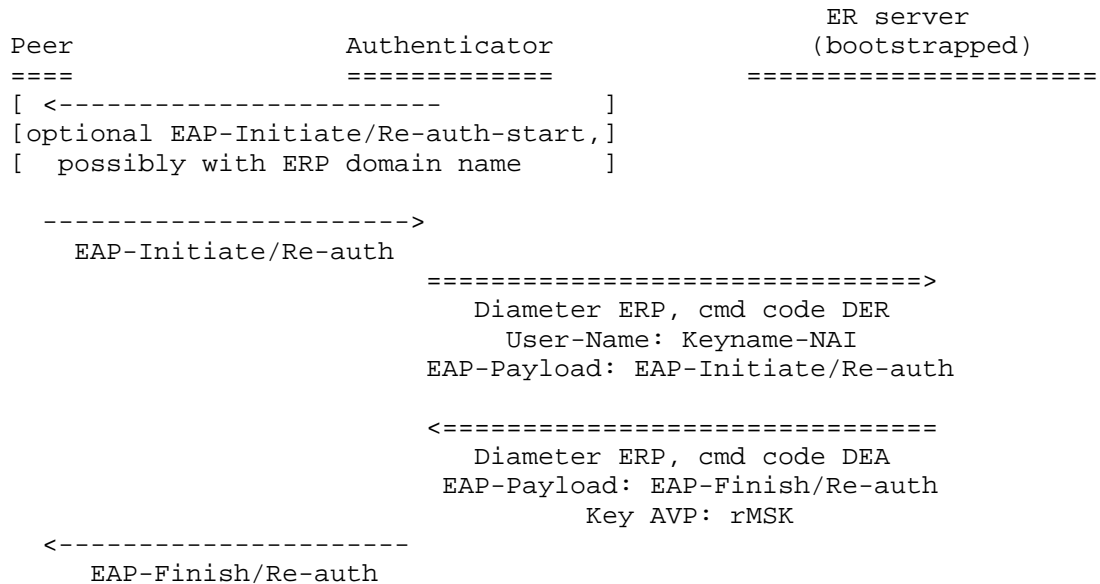 ER server
Peer                 Authenticator                (bootstrapped)
====                 =============            ======================
[ <------------------------          ]
[optional EAP-Initiate/Re-auth-start,]
[  possibly with ERP domain name     ]

  ----------------------->
    EAP-Initiate/Re-auth
                          ===============================>
                             Diameter ERP, cmd code DER
                               User-Name: Keyname-NAI
                          EAP-Payload: EAP-Initiate/Re-auth

                          <===============================
                             Diameter ERP, cmd code DEA
                           EAP-Payload: EAP-Finish/Re-auth
                                    Key AVP: rMSK
  <----------------------
     EAP-Finish/Re-auth